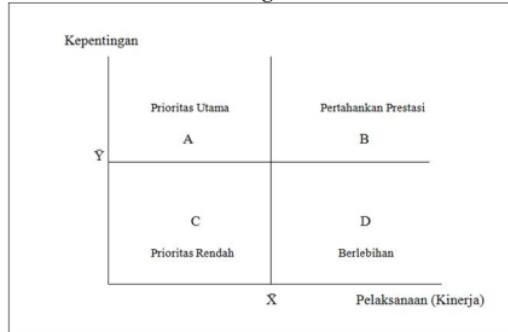 Kepentingan
Prioritas Utama
Pertahankan Prestasi
A
B
Ȳ
C
D
Prioritas Rendah
Berlebihan
X̄
Pelaksanaan (Kinerja)